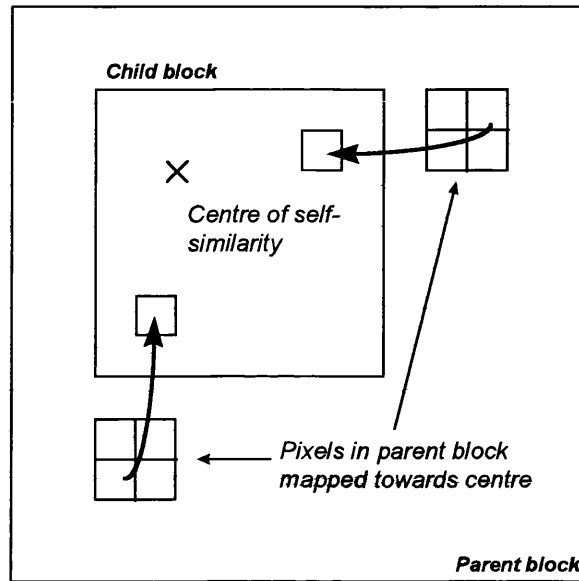 Child block
Centre of self-
similarity
Pixels in parent block
mapped towards centre
Parent block